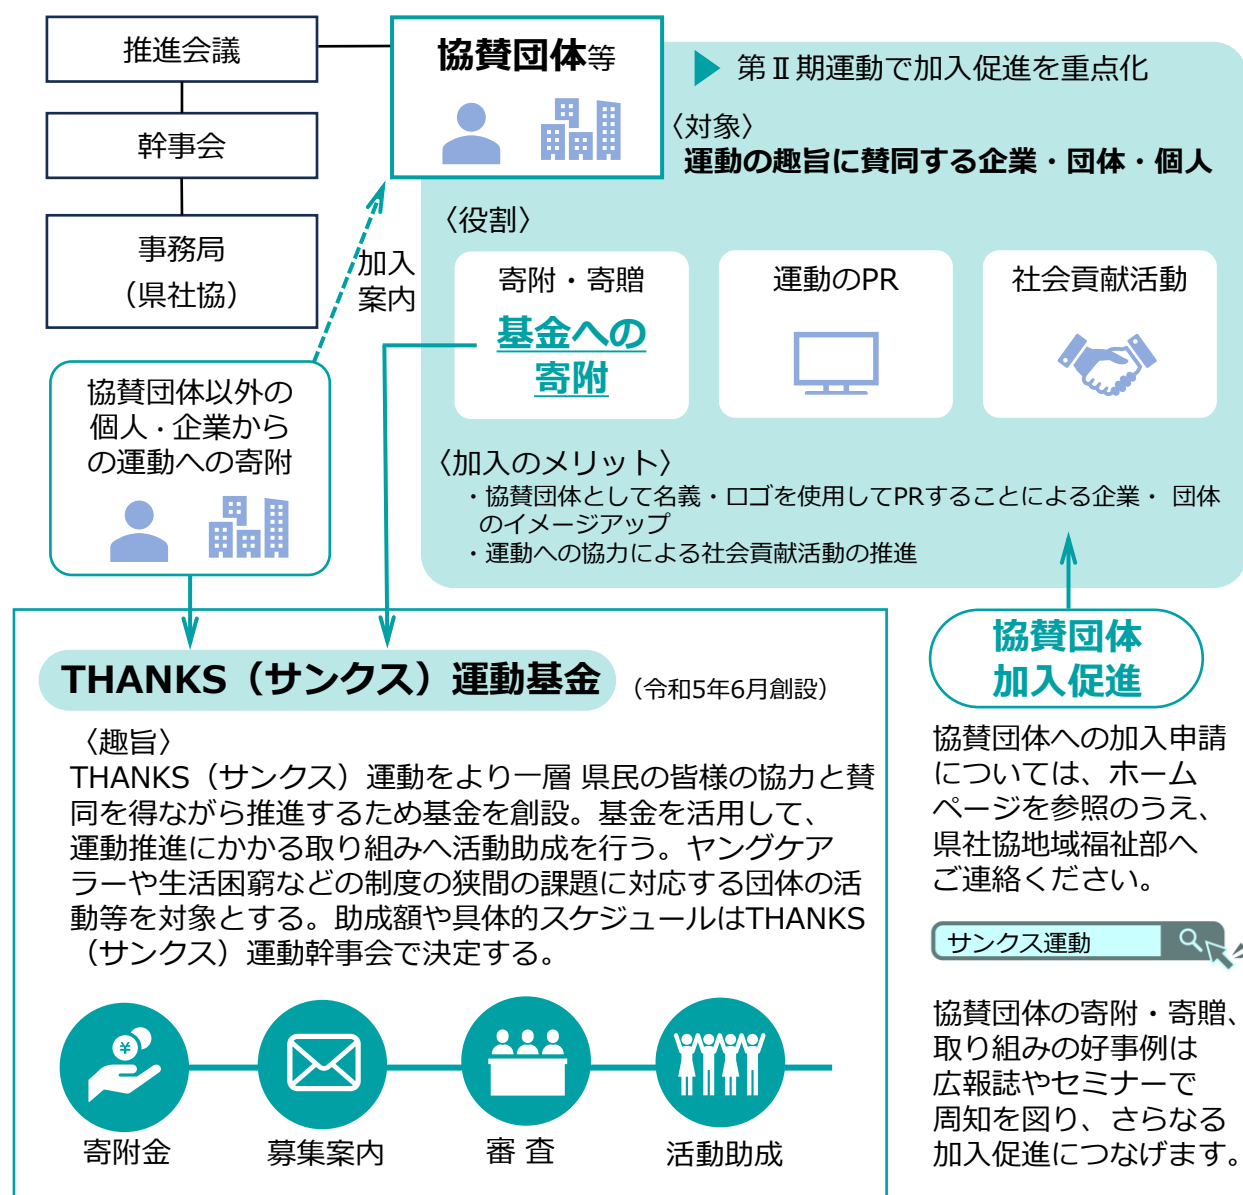 推進会議
幹事会
事務局
（県社協）
協賛団体等
第Ⅱ期運動で加入促進を重点化
〈対象〉
運動の趣旨に賛同する企業・団体・個人
〈役割〉
寄附・寄贈
基金への
寄附
運動のPR
社会貢献活動
加入
案内
協賛団体以外の
個人・企業から
の運動への寄附
〈加入のメリット〉
・協賛団体として名義・ロゴを使用してPRすることによる企業・ 団体
のイメージアップ
・運動への協力による社会貢献活動の推進
THANKS（サンクス）運動基金 （令和5年6月創設）
〈趣旨〉
THANKS（サンクス）運動をより一層 県民の皆様の協力と賛
同を得ながら推進するため基金を創設。基金を活用して、
運動推進にかかる取り組みへ活動助成を行う。ヤングケア
ラーや生活困窮などの制度の狭間の課題に対応する団体の活
動等を対象とする。助成額や具体的スケジュールはTHANKS
（サンクス）運動幹事会で決定する。
¥
寄附金
募集案内
審 査
活動助成
協賛団体
加入促進
協賛団体への加入申請
については、ホーム
ページを参照のうえ、
県社協地域福祉部へ
ご連絡ください。
サンクス運動
協賛団体の寄附・寄贈、
取り組みの好事例は
広報誌やセミナーで
周知を図り、さらなる
加入促進につなげます。